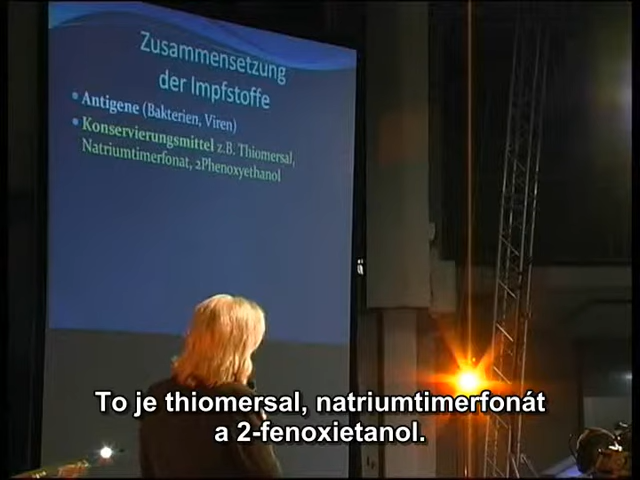 Zusammensetzung
der Impfstoffe
• Antigene (Bakterien, Viren)
• Konservierungsmittel z.B. Thiomersal,
Natriumtimerfonat, 2Phenoxyethanol
To je thiomersal, natriumtimerfonát
a 2-fenoxietanol.